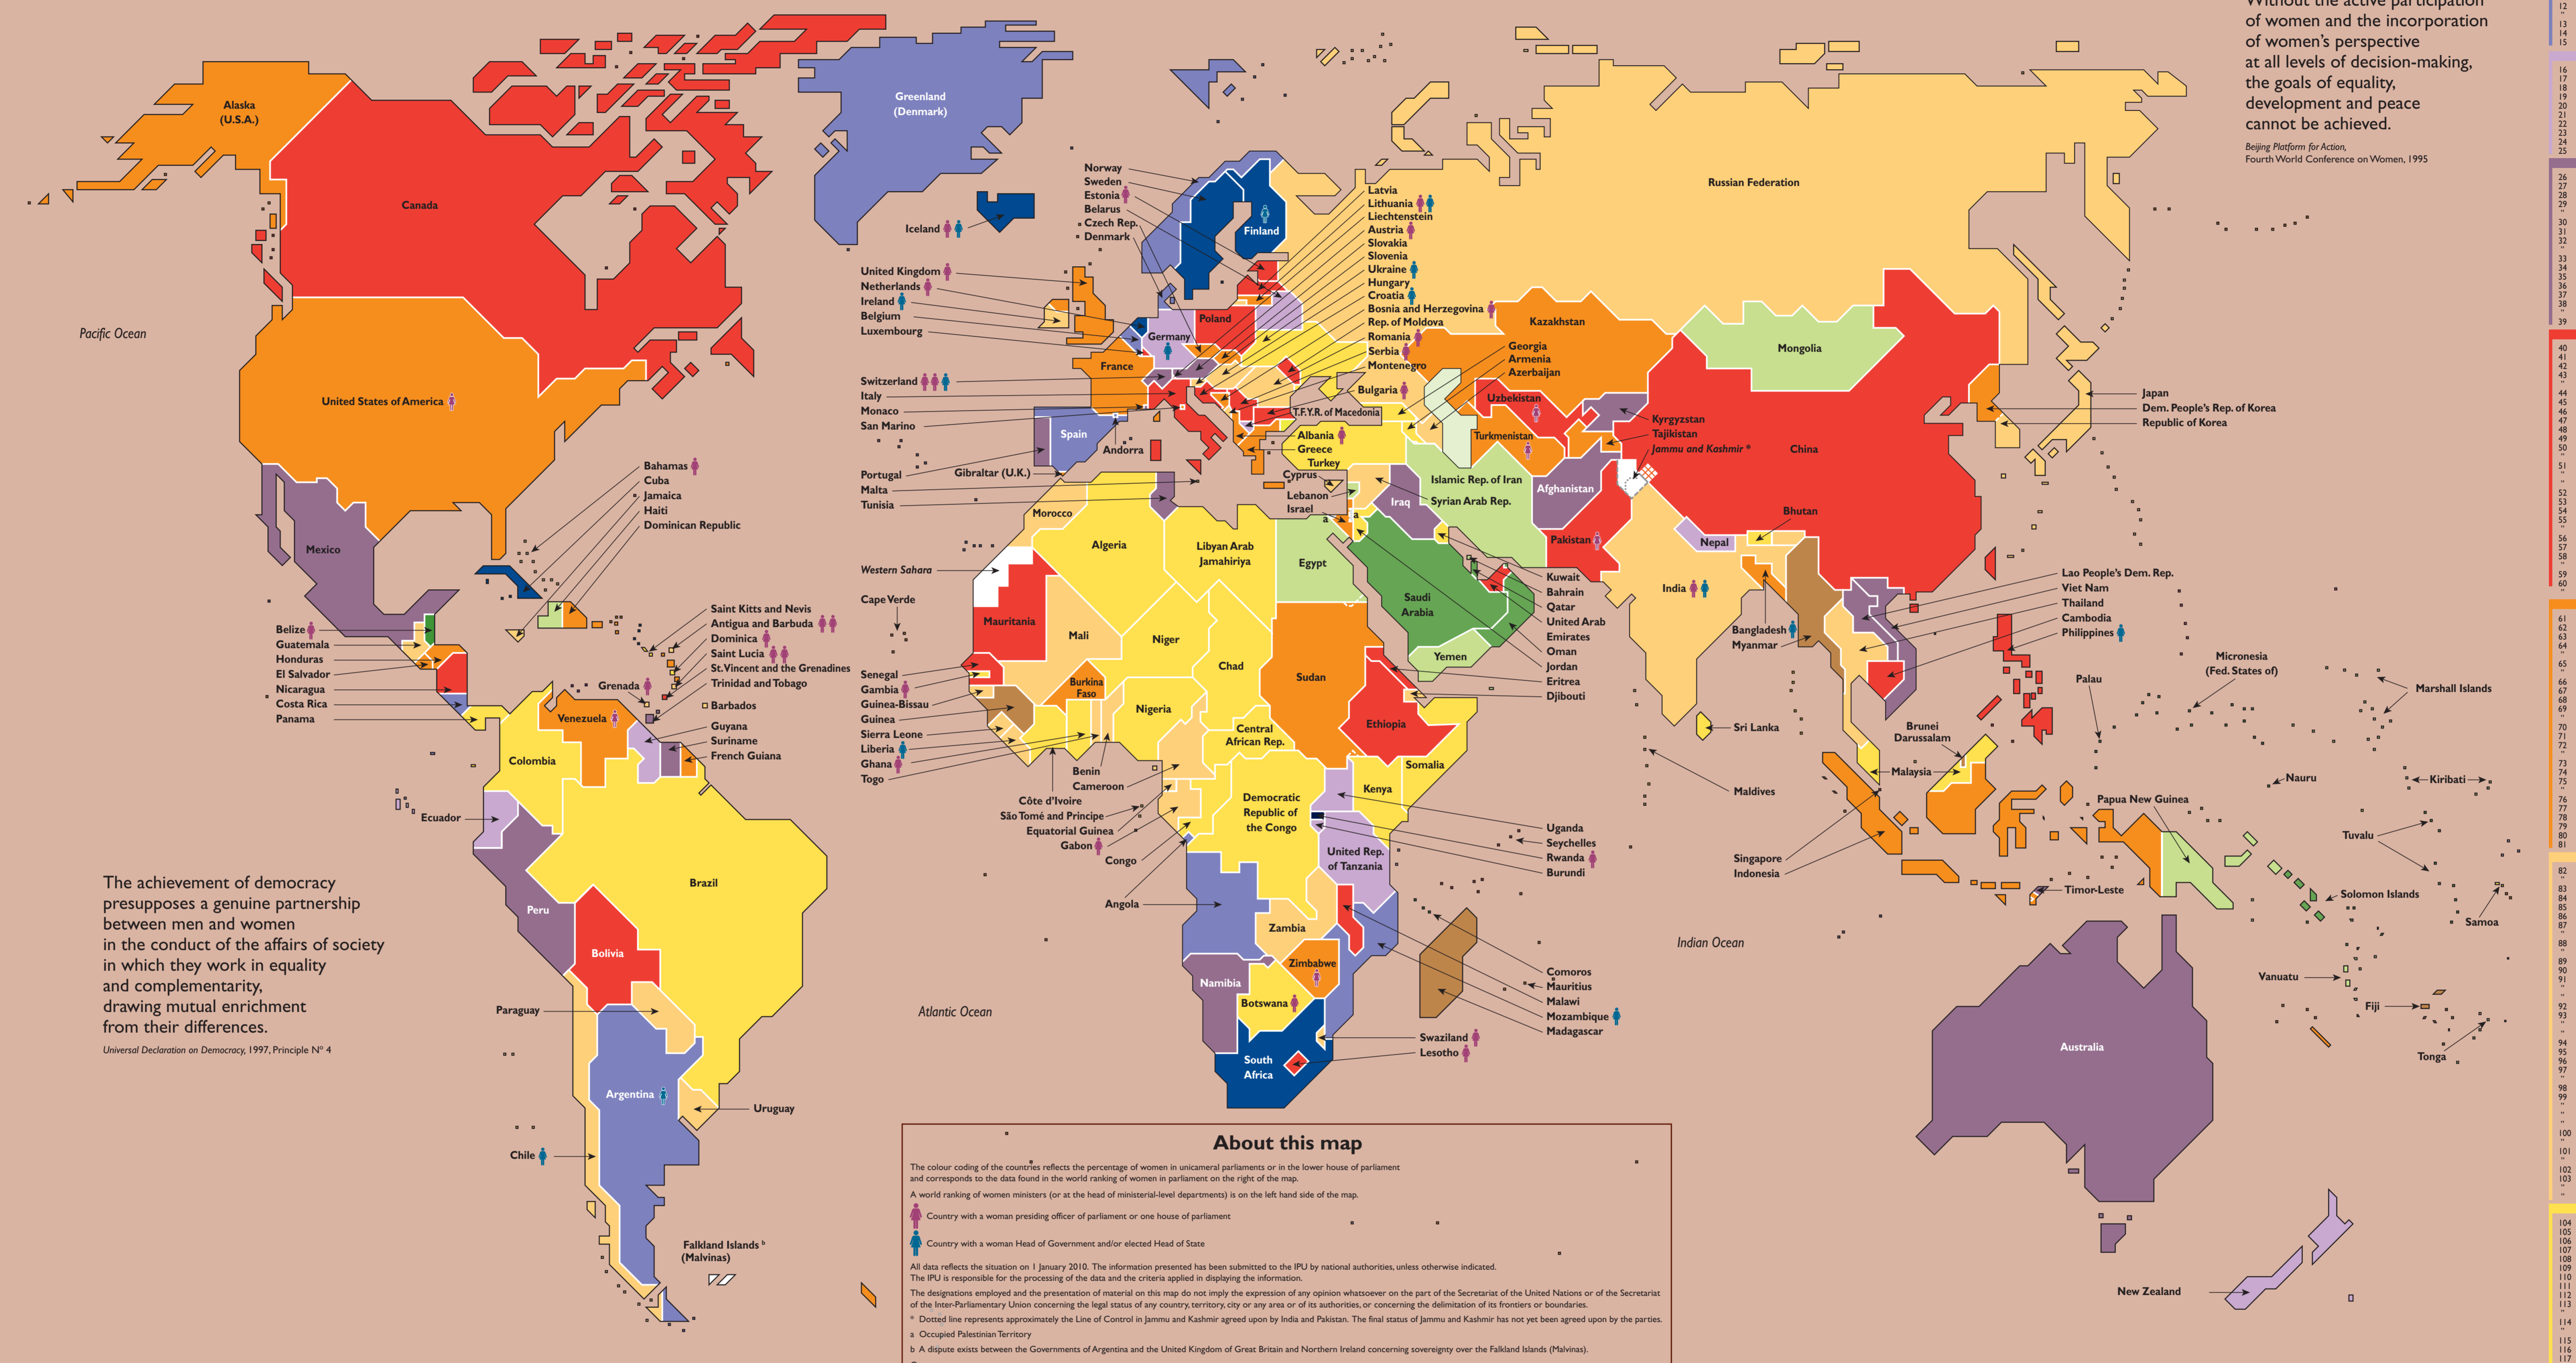 Without the active participation
of women and the incorporation
of women's perspective
at all levels of decision-making,
the goals of equality,
development and peace
cannot be achieved.
Beijing Platform for Action,
Fourth World Conference on Women, 1995
Alaska
(U.S.A.)
Canada
Greenland
(Denmark)
Russian Federation
Iceland
Finland
Norway
Sweden
Estonia
Belarus
Czech Rep.
Denmark
United Kingdom
Netherlands
Ireland
Belgium
Luxembourg
Switzerland
Italy
Monaco
San Marino
Portugal
Malta
Tunisia
Latvia
Lithuania
Liechtenstein
Austria
Slovakia
Slovenia
Ukraine
Hungary
Croatia
Bosnia and Herzegovina
Rep. of Moldova
Romania
Serbia
Montenegro
Bulgaria
T.F.Y.R. of Macedonia
Albania
Greece
Turkey
Poland
Germany
France
Spain
Andorra
Gibraltar (U.K.)
Georgia
Armenia
Azerbaijan
Kazakhstan
Uzbekistan
Turkmenistan
Kyrgyzstan
Tajikistan
Jammu and Kashmir *
Mongolia
China
Japan
Dem. People's Rep. of Korea
Republic of Korea
Pacific Ocean
United States of America
Mexico
Bahamas
Cuba
Jamaica
Haiti
Dominican Republic
Belize
Guatemala
Honduras
El Salvador
Nicaragua
Costa Rica
Panama
Saint Kitts and Nevis
Antigua and Barbuda
Dominica
Saint Lucia
St. Vincent and the Grenadines
Trinidad and Tobago
Grenada
Barbados
Guyana
Suriname
French Guiana
Venezuela
Colombia
Ecuador
Peru
Brazil
Bolivia
Paraguay
Argentina
Uruguay
Chile
Falkland Islands b
(Malvinas)
Cyprus
Lebanon
Israel
a
a
Islamic Rep. of Iran
Syrian Arab Rep.
Iraq
Afghanistan
Pakistan
Nepal
Bhutan
India
Bangladesh
Myanmar
Sri Lanka
Maldives
Saudi
Arabia
Yemen
Kuwait
Bahrain
Qatar
United Arab
Emirates
Oman
Jordan
Eritrea
Djibouti
Morocco
Algeria
Libyan Arab
Jamahiriya
Egypt
Western Sahara
Cape Verde
Mauritania
Mali
Niger
Chad
Sudan
Burkina
Faso
Nigeria
Ethiopia
Central
African Rep.
Somalia
Kenya
Senegal
Gambia
Guinea-Bissau
Guinea
Sierra Leone
Liberia
Ghana
Togo
Benin
Cameroon
Côte d'Ivoire
São Tomé and Principe
Equatorial Guinea
Gabon
Congo
Democratic
Republic of
the Congo
United Rep.
of Tanzania
Uganda
Seychelles
Rwanda
Burundi
Angola
Zambia
Zimbabwe
Namibia
Botswana
South
Africa
Comoros
Mauritius
Malawi
Mozambique
Madagascar
Swaziland
Lesotho
Lao People's Dem. Rep.
Viet Nam
Thailand
Cambodia
Philippines
Micronesia
(Fed. States of)
Palau
Marshall Islands
Brunei
Darussalam
Malaysia
Nauru
Kiribati
Papua New Guinea
Tuvalu
Singapore
Indonesia
Timor-Leste
Solomon Islands
Samoa
Vanuatu
Fiji
Tonga
Australia
New Zealand
Indian Ocean
Atlantic Ocean
The achievement of democracy
presupposes a genuine partnership
between men and women
in the conduct of the affairs of society
in which they work in equality
and complementarity,
drawing mutual enrichment
from their differences.
Universal Declaration on Democracy, 1997, Principle N° 4
About this map
The colour coding of the countries reflects the percentage of women in unicameral parliaments or in the lower house of parliament
and corresponds to the data found in the world ranking of women in parliament on the right of the map.
A world ranking of women ministers (or at the head of ministerial-level departments) is on the left hand side of the map.
Country with a woman presiding officer of parliament or one house of parliament
Country with a woman Head of Government and/or elected Head of State
All data reflects the situation on 1 January 2010. The information presented has been submitted to the IPU by national authorities, unless otherwise indicated.
The IPU is responsible for the processing of the data and the criteria applied in displaying the information.
The designations employed and the presentation of material on this map do not imply the expression of any opinion whatsoever on the part of the Secretariat of the United Nations or of the Secretariat
of the Inter-Parliamentary Union concerning the legal status of any country, territory, city or any area or of its authorities, or concerning the delimitation of its frontiers or boundaries.
* Dotted line represents approximately the Line of Control in Jammu and Kashmir agreed upon by India and Pakistan. The final status of Jammu and Kashmir has not yet been agreed upon by the parties.
a Occupied Palestinian Territory
b A dispute exists between the Governments of Argentina and the United Kingdom of Great Britain and Northern Ireland concerning sovereignty over the Falkland Islands (Malvinas).